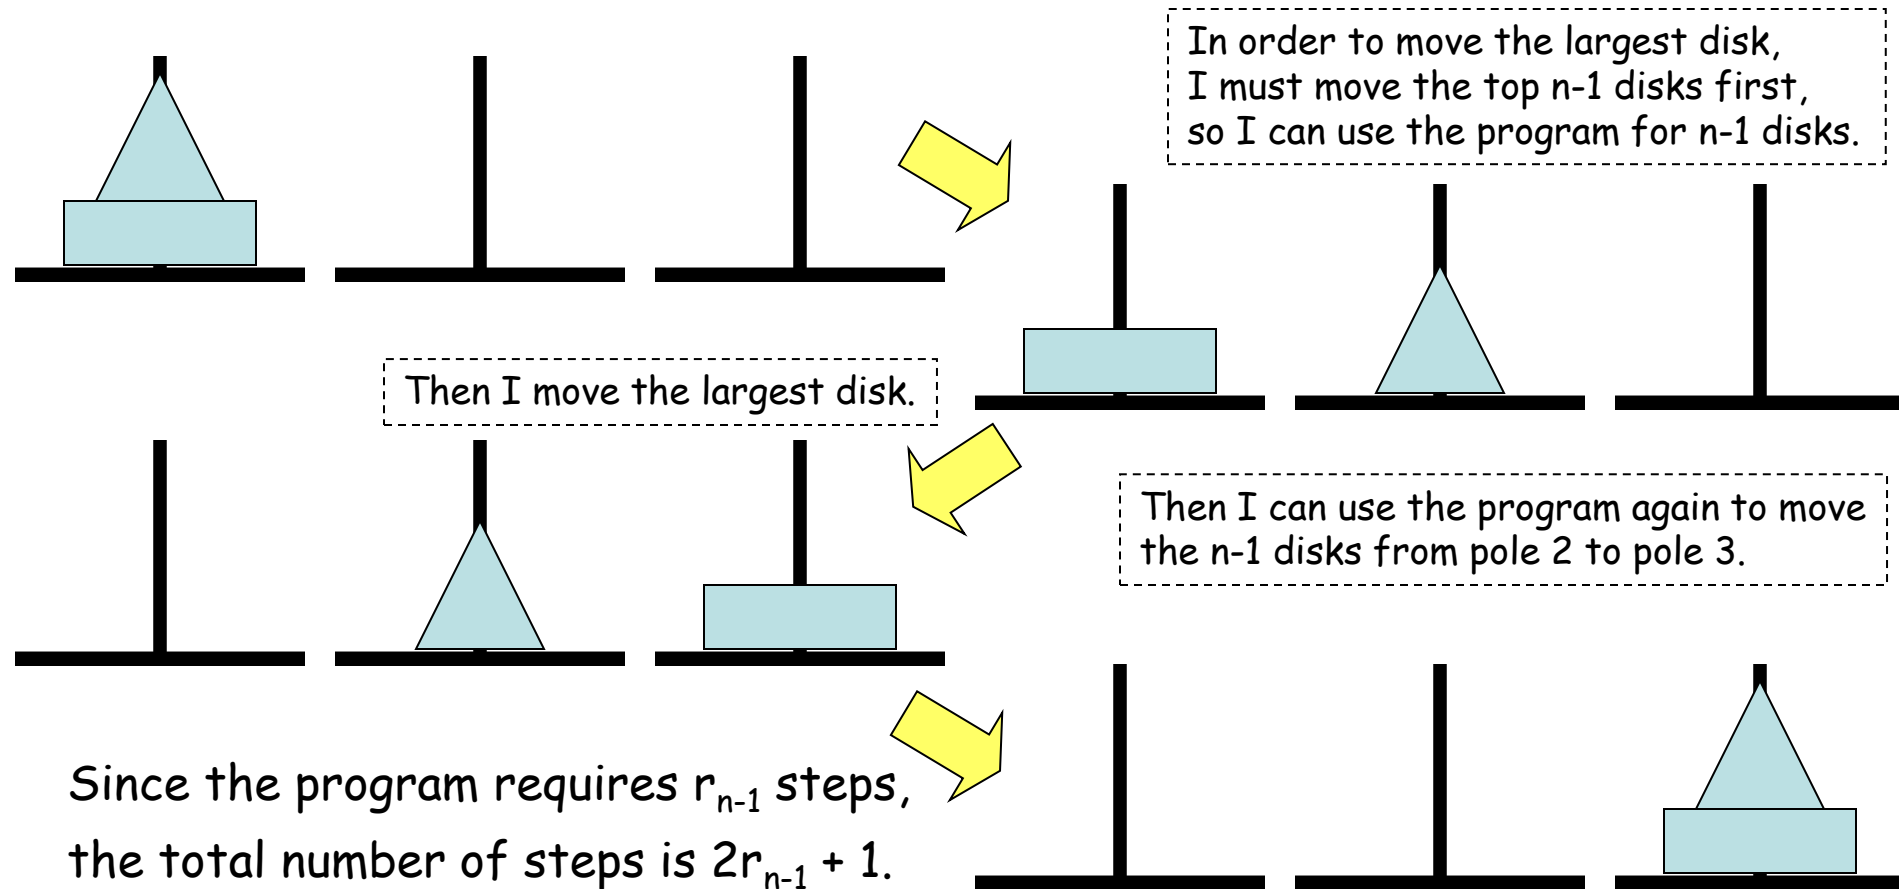 In order to move the largest disk,
I must move the top n-1 disks first,
so I can use the program for n-1 disks.
Then I move the largest disk.
Then I can use the program again to move
the n-1 disks from pole 2 to pole 3.
Since the program requires rₙ₋₁ steps,
the total number of steps is 2rₙ₋₁ + 1.